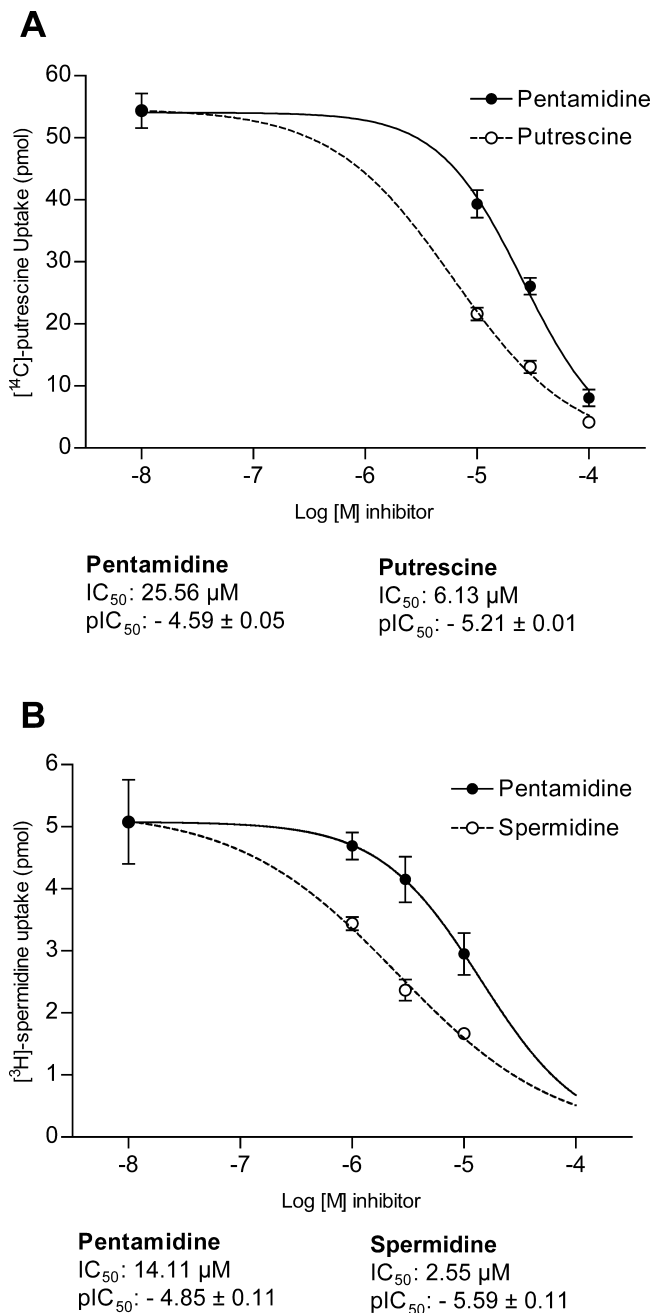 A
60
50
40
30
20
10
0
[¹⁴C]-putrescine Uptake (pmol)
Pentamidine
Putrescine
-8 -7 -6 -5 -4
Log [M] inhibitor
Pentamidine Putrescine
IC₅₀: 25.56 µM IC₅₀: 6.13 µM
pIC₅₀: - 4.59 ± 0.05 pIC₅₀: - 5.21 ± 0.01
B
6
5
4
3
2
1
0
[³H]-spermidine uptake (pmol)
Pentamidine
Spermidine
-8 -7 -6 -5 -4
Log [M] inhibitor
Pentamidine Spermidine
IC₅₀: 14.11 µM IC₅₀: 2.55 µM
pIC₅₀: - 4.85 ± 0.11 pIC₅₀: - 5.59 ± 0.11